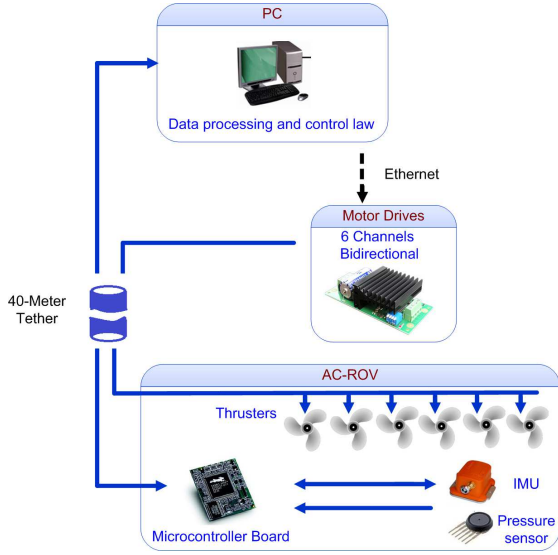 PC
Data processing and control law
Ethernet
Motor Drives
6 Channels
Bidirectional
40-Meter
Tether
AC-ROV
Thrusters
IMU
Microcontroller Board
Pressure
sensor